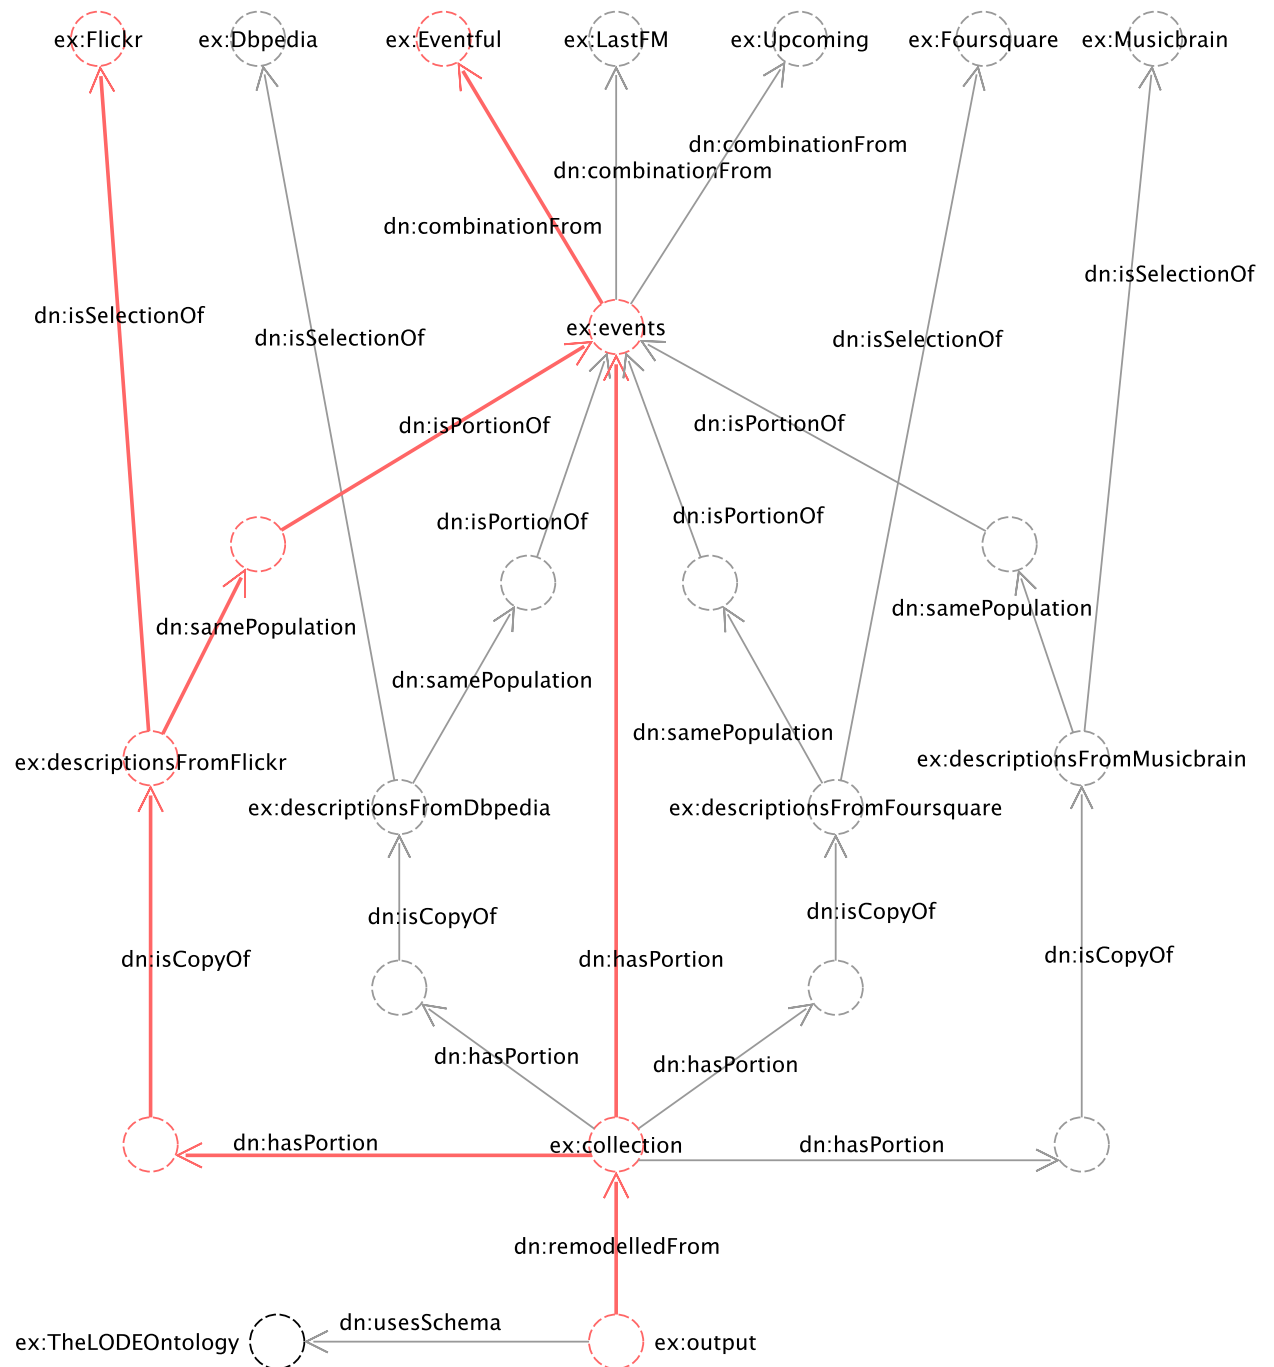 ex:Flickr
ex:Dbpedia
ex:Eventful
ex:LastFM
ex:Upcoming
ex:Foursquare
ex:Musicbrain
dn:combinationFrom
dn:combinationFrom
dn:combinationFrom
dn:isSelectionOf
dn:isSelectionOf
ex:events
dn:isSelectionOf
dn:isSelectionOf
dn:isPortionOf
dn:isPortionOf
dn:isPortionOf
dn:isPortionOf
dn:samePopulation
dn:samePopulation
dn:samePopulation
dn:samePopulation
ex:descriptionsFromFlickr
ex:descriptionsFromMusicbrain
ex:descriptionsFromDbpedia
ex:descriptionsFromFoursquare
dn:isCopyOf
dn:isCopyOf
dn:isCopyOf
dn:hasPortion
dn:isCopyOf
dn:hasPortion
dn:hasPortion
dn:hasPortion
ex:collection
dn:hasPortion
dn:remodelledFrom
dn:usesSchema
ex:TheLODEOntology
ex:output